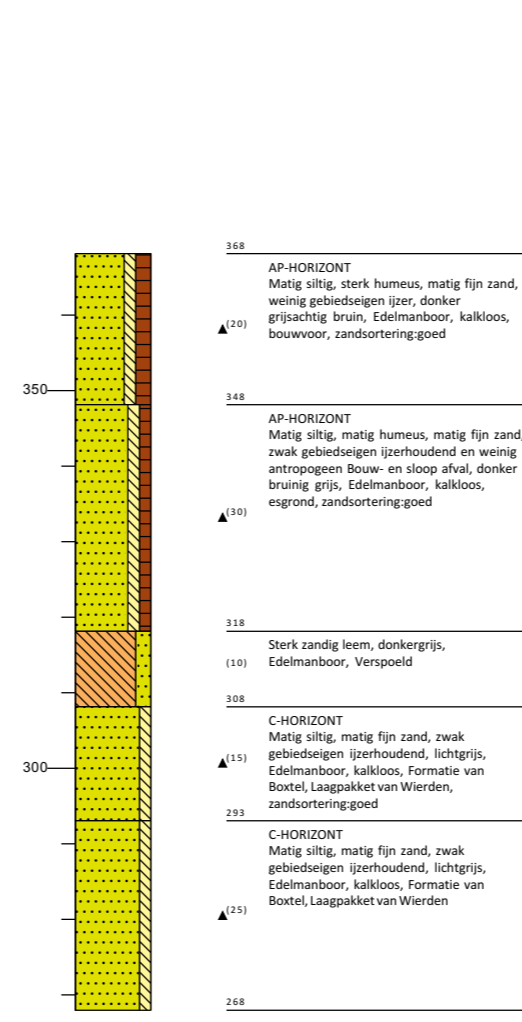 368
AP-HORIZONT
Matig siltig, sterk humeus, matig fijn zand,
weinig gebiedseigen ijzer, donker
grijsachtig bruin, Edelmanboor, kalkloos,
bouwvoor, zandsortering:goed
(20)
350
348
AP-HORIZONT
Matig siltig, matig humeus, matig fijn zand,
zwak gebiedseigen ijzerhoudend en weinig
antropogeen Bouw- en sloop afval, donker
bruinig grijs, Edelmanboor, kalkloos,
esgrond, zandsortering:goed
(30)
318
Sterk zandig leem, donkergrijs,
Edelmanboor, Verspoeld
(10)
308
C-HORIZONT
Matig siltig, matig fijn zand, zwak
gebiedseigen ijzerhoudend, lichtgrijs,
Edelmanboor, kalkloos, Formatie van
Boxtel, Laagpakket van Wierden,
zandsortering:goed
(15)
300
293
C-HORIZONT
Matig siltig, matig fijn zand, zwak
gebiedseigen ijzerhoudend, lichtgrijs,
Edelmanboor, kalkloos, Formatie van
Boxtel, Laagpakket van Wierden
(25)
268